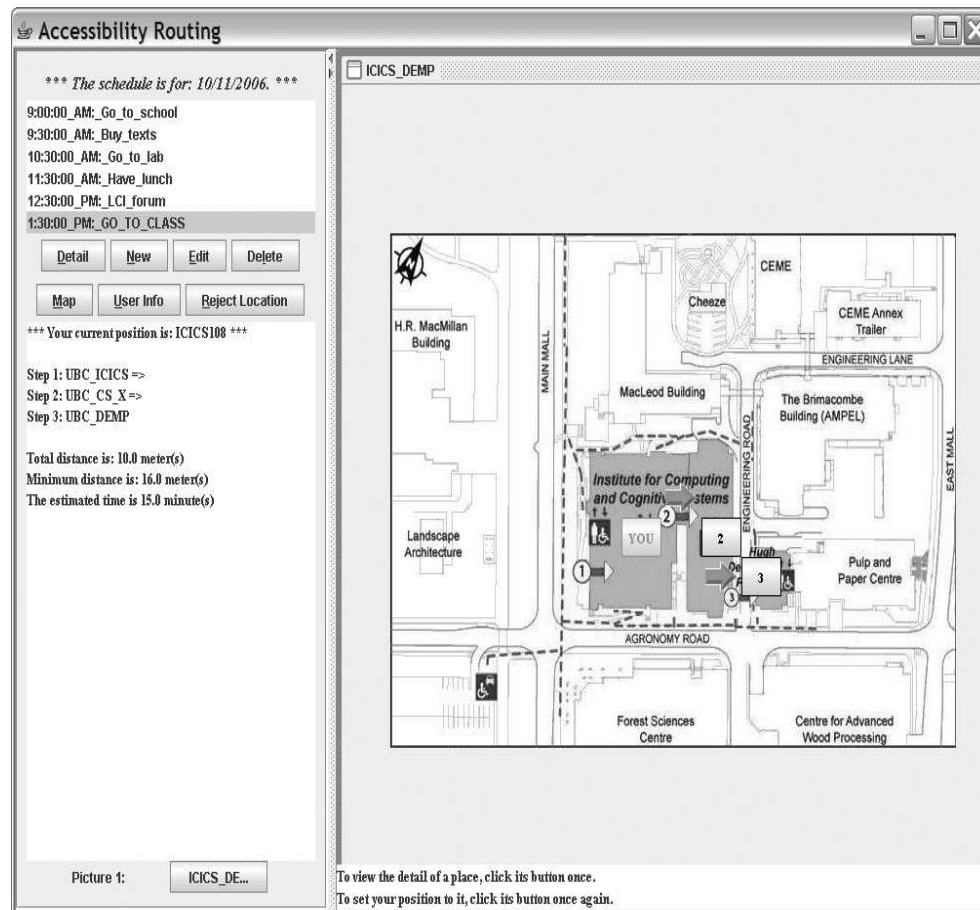 Accessibility Routing
*** The schedule is for: 10/11/2006. ***
9:00:00_AM:_Go_to_school
9:30:00_AM:_Buy_texts
10:30:00_AM:_Go_to_lab
11:30:00_AM:_Have_lunch
12:30:00_PM:_LCI_forum
1:30:00_PM:_GO_TO_CLASS
Detail New Edit Delete
Map User Info Reject Location
*** Your current position is: ICICS108 ***
Step 1: UBC_ICICS =>
Step 2: UBC_CS_X=>
Step 3: UBC_DEMP
Total distance is: 10.0 meter(s)
Minimum distance is: 16.0 meter(s)
The estimated time is 15.0 minute(s)
Picture 1: ICICS_DE...
ICICS_DEMP
CEME
Cheeze
CEME Annex
Trailer
H.R. MacMillan
Building
MAIN MALL
ENGINEERING LANE
MacLeod Building
The Brimacombe
Building (AMPEL)
ENGINEERING ROAD
EAST MALL
Institute for Computing
and Cognitive Systems
2
YOU
2
Hugh
Landscape
Architecture
1
3
3
Pulp and
Paper Centre
AGRONOMY ROAD
Forest Sciences
Centre
Centre for Advanced
Wood Processing
To view the detail of a place, click its button once.
To set your position to it, click its button once again.